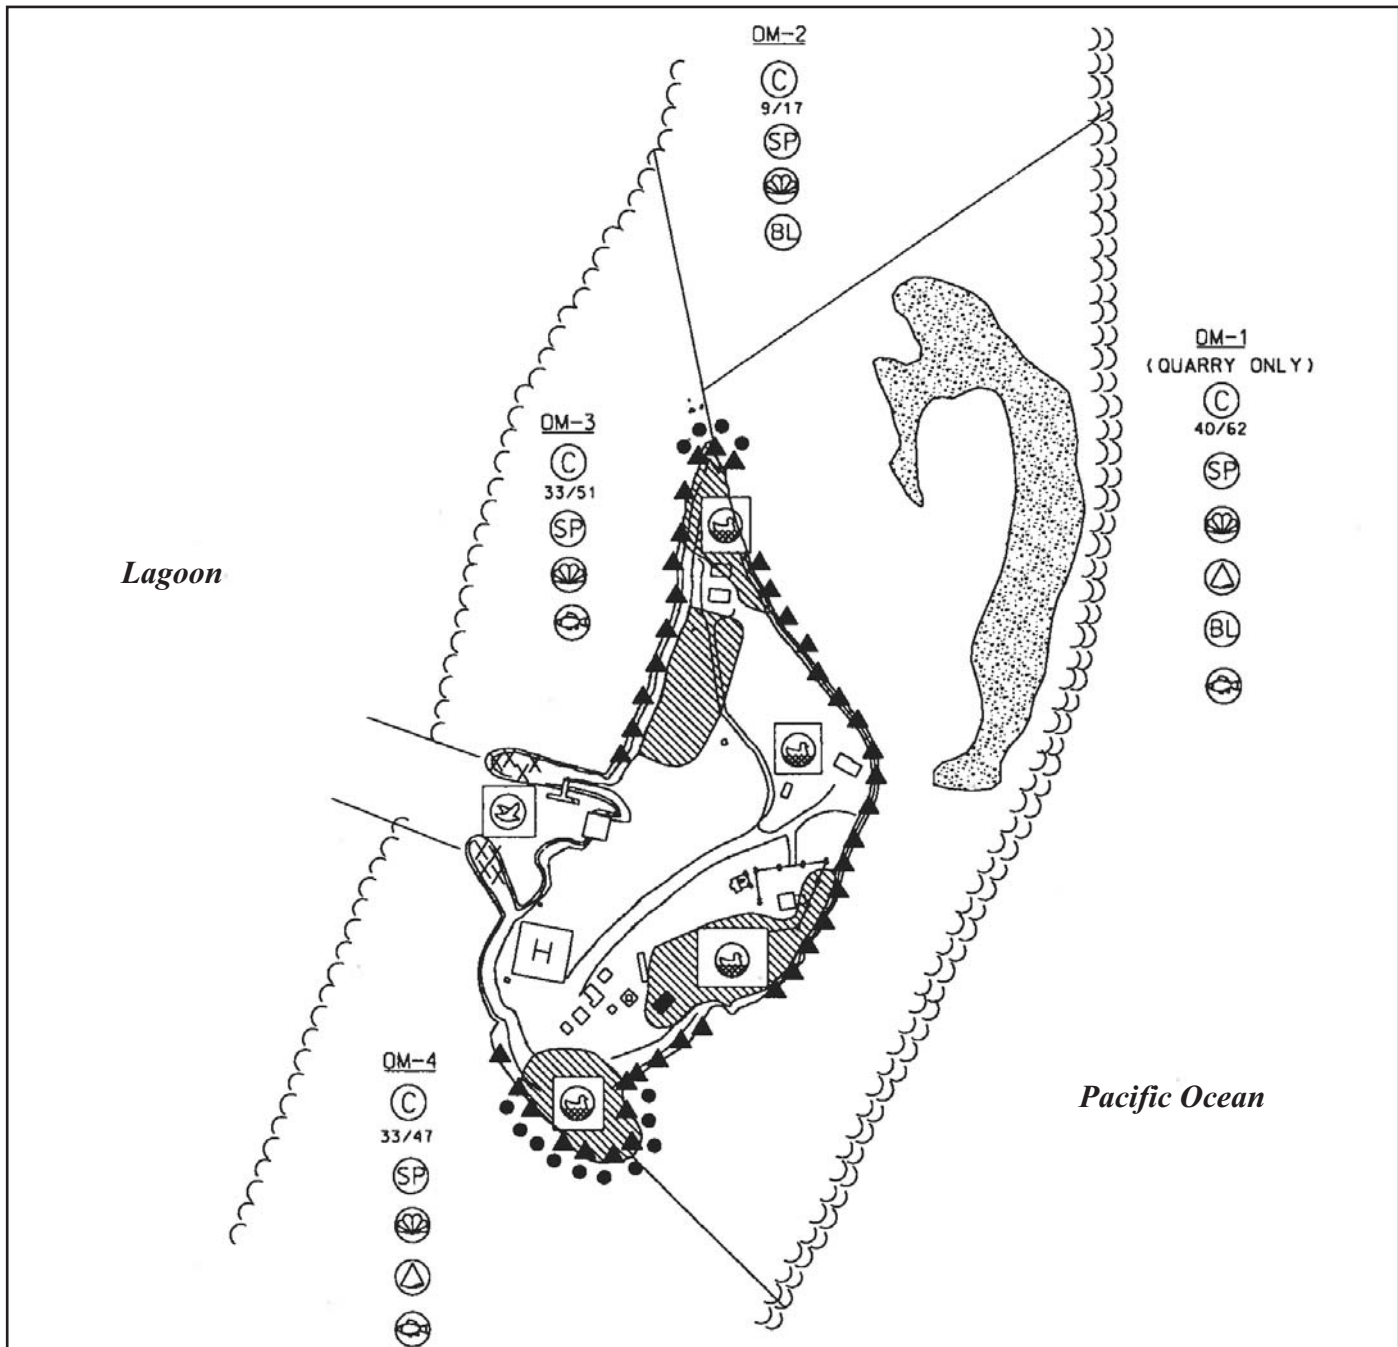 OM-2
C
9/17
SP
BL
OM-1
(QUARRY ONLY)
C
40/62
SP
BL
OM-3
C
33/51
SP
Lagoon
P
H
OM-4
C
33/47
SP
Pacific Ocean